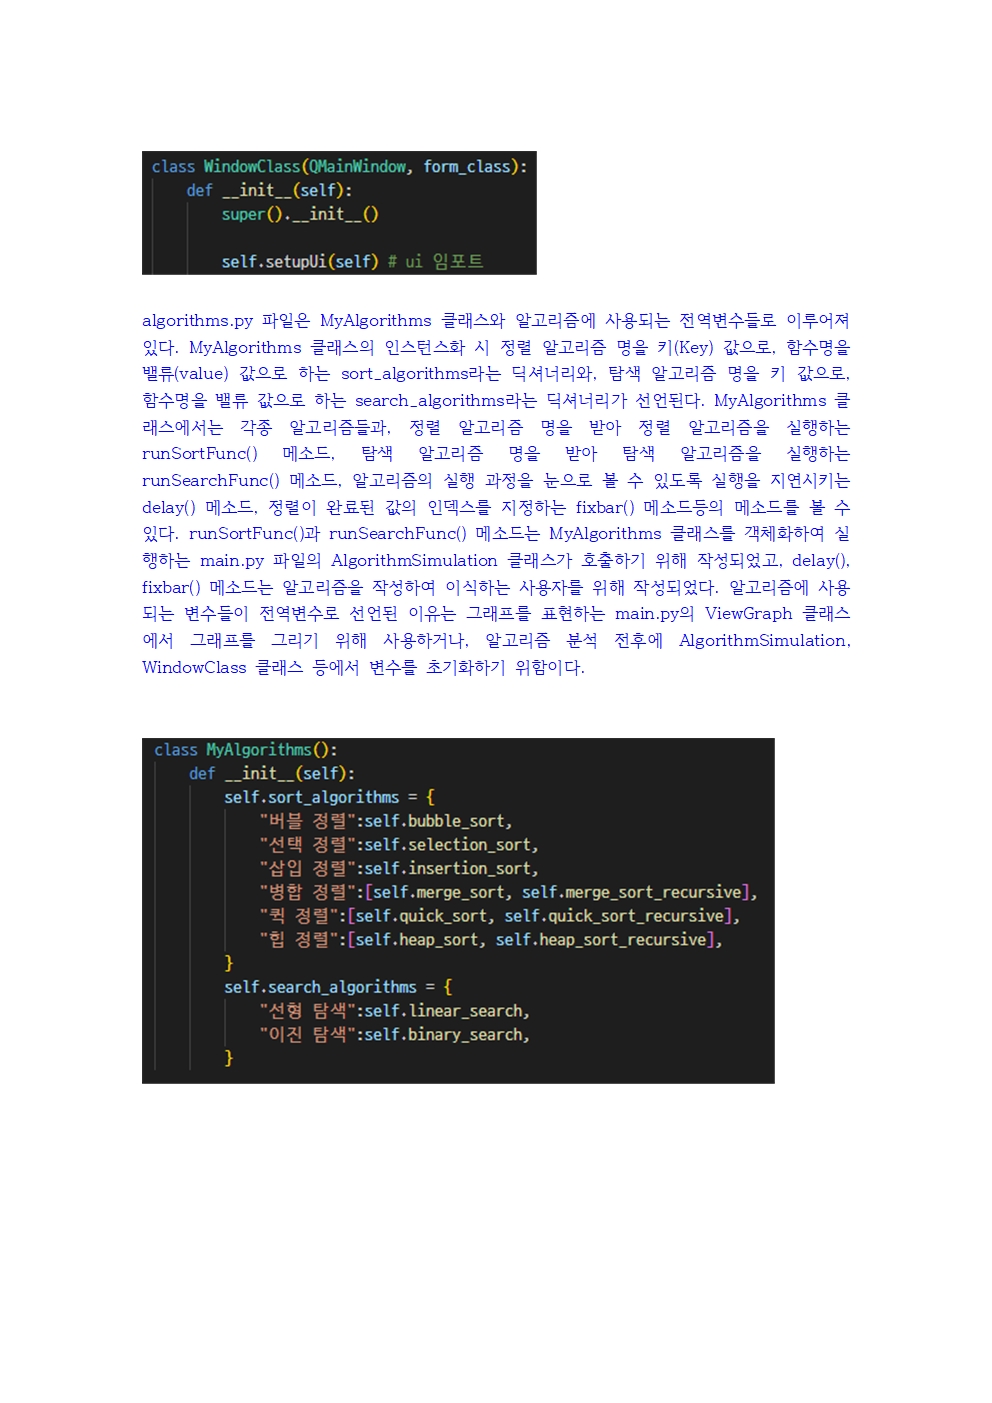 class WindowClass(QMainWindow, form_class):
def __init__(self):
super().__init__()
self.setupUi(self) # ui 임포트
algorithms.py 파일은 MyAlgorithms 클래스와 알고리즘에 사용되는 전역변수들로 이루어져
있다. MyAlgorithms 클래스의 인스턴스화 시 정렬 알고리즘 명을 키(Key) 값으로, 함수명을
밸류(value) 값으로 하는 sort_algorithms라는 딕셔너리와, 탐색 알고리즘 명을 키 값으로,
함수명을 밸류 값으로 하는 search_algorithms라는 딕셔너리가 선언된다. MyAlgorithms 클
래스에서는 각종 알고리즘들과, 정렬 알고리즘 명을 받아 정렬 알고리즘을 실행하는
runSortFunc() 메소드, 탐색 알고리즘 명을 받아 탐색 알고리즘을 실행하는
runSearchFunc() 메소드, 알고리즘의 실행 과정을 눈으로 볼 수 있도록 실행을 지연시키는
delay() 메소드, 정렬이 완료된 값의 인덱스를 지정하는 fixbar() 메소드등의 메소드를 볼 수
있다. runSortFunc()과 runSearchFunc() 메소드는 MyAlgorithms 클래스를 객체화하여 실
행하는 main.py 파일의 AlgorithmSimulation 클래스가 호출하기 위해 작성되었고, delay(),
fixbar() 메소드는 알고리즘을 작성하여 이식하는 사용자를 위해 작성되었다. 알고리즘에 사용
되는 변수들이 전역변수로 선언된 이유는 그래프를 표현하는 main.py의 ViewGraph 클래스
에서 그래프를 그리기 위해 사용하거나, 알고리즘 분석 전후에 AlgorithmSimulation,
WindowClass 클래스 등에서 변수를 초기화하기 위함이다.
class MyAlgorithms():
def __init__(self):
self.sort_algorithms = {
"버블 정렬":self.bubble_sort,
"선택 정렬":self.selection_sort,
"삽입 정렬":self.insertion_sort,
"병합 정렬":[self.merge_sort, self.merge_sort_recursive],
"퀵 정렬":[self.quick_sort, self.quick_sort_recursive],
"힙 정렬":[self.heap_sort, self.heap_sort_recursive],
}
self.search_algorithms = {
"선형 탐색":self.linear_search,
"이진 탐색":self.binary_search,
}